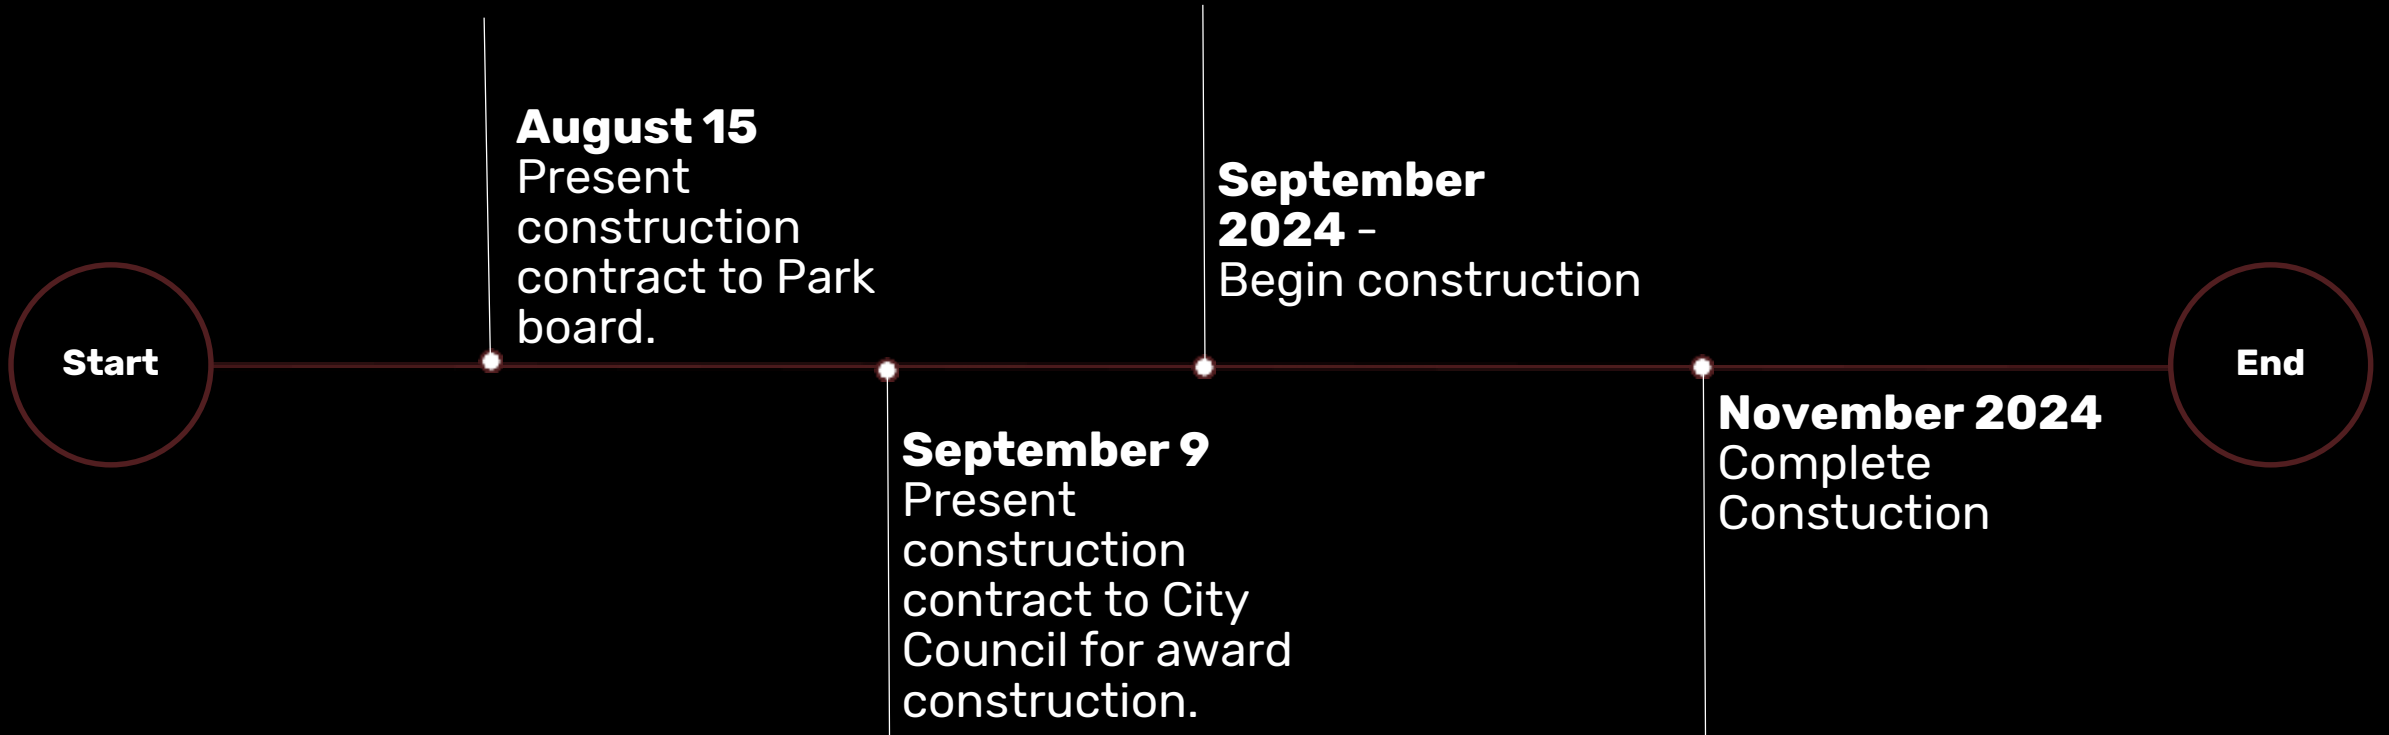 Start
August 15
Present
construction
contract to Park
board.
September 9
Present
construction
contract to City
Council for award
construction.
September
2024 -
Begin construction
November 2024
Complete
Constuction
End